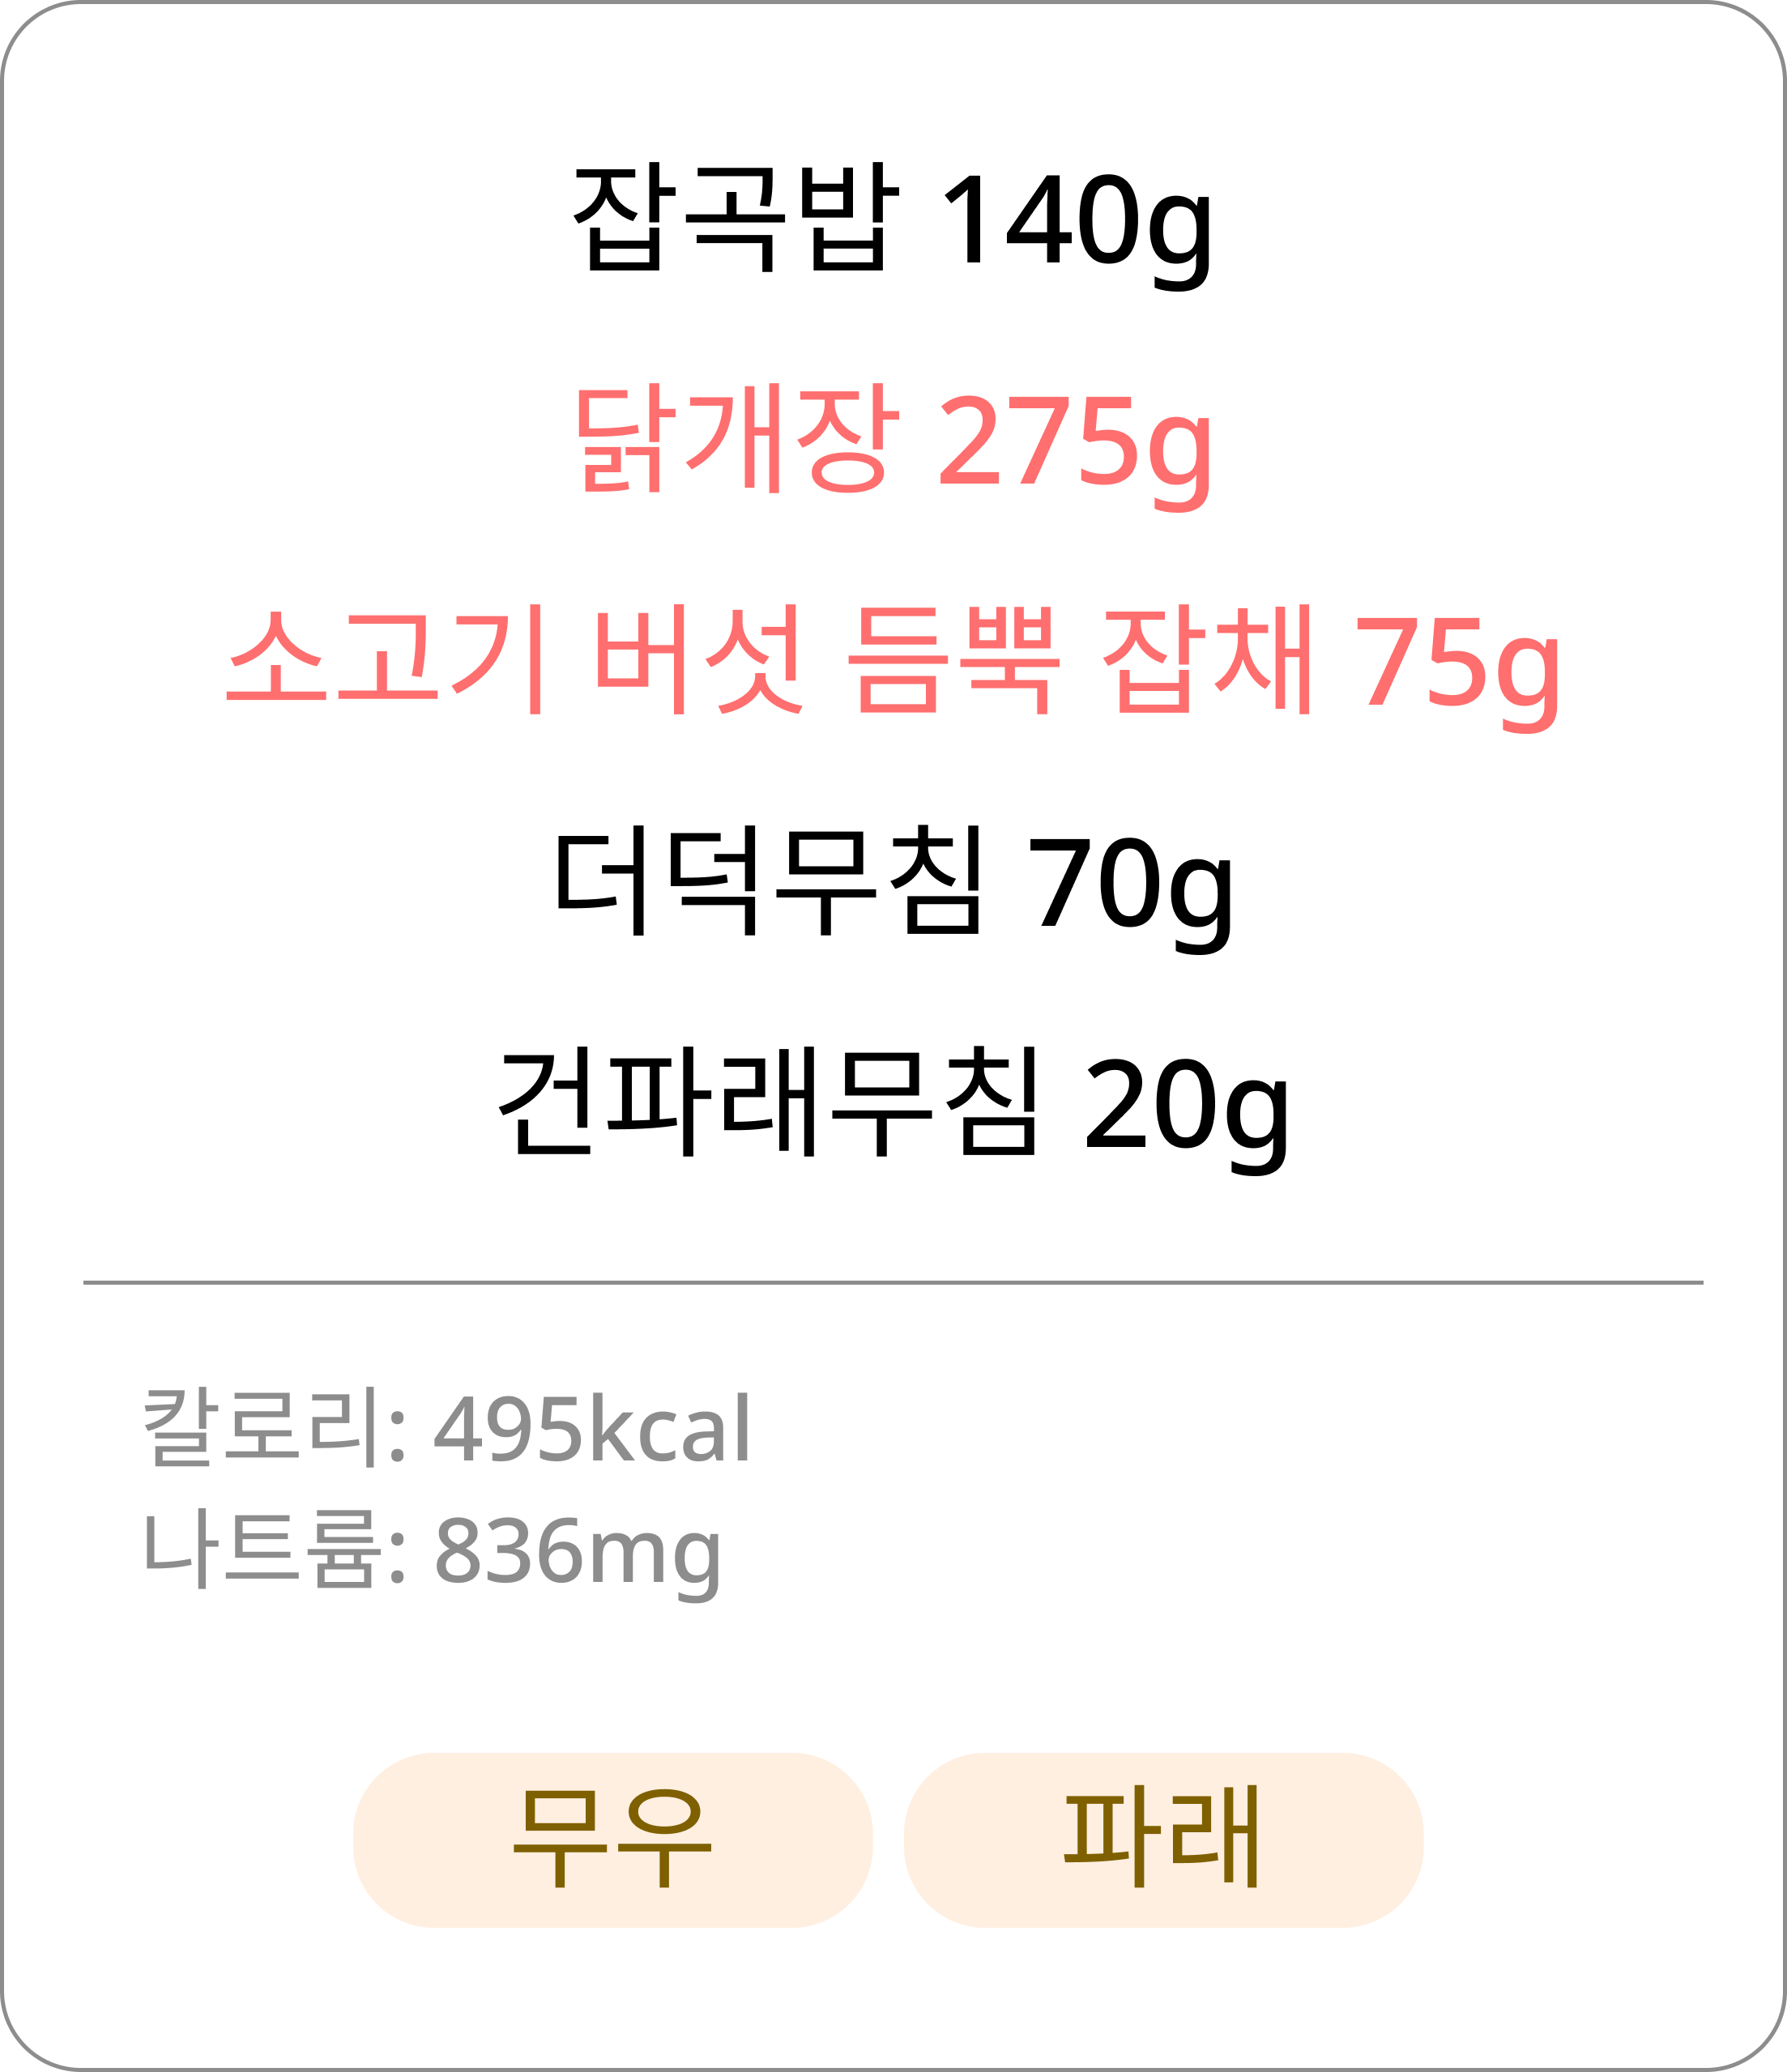 잡곡밥 140g
닭개장 275g
소고기 버섯 듬뿍 잡채 75g
더덕무침 70g
건파래무침 20g
칼로리: 495kcal
나트륨: 836mg
무우 파래